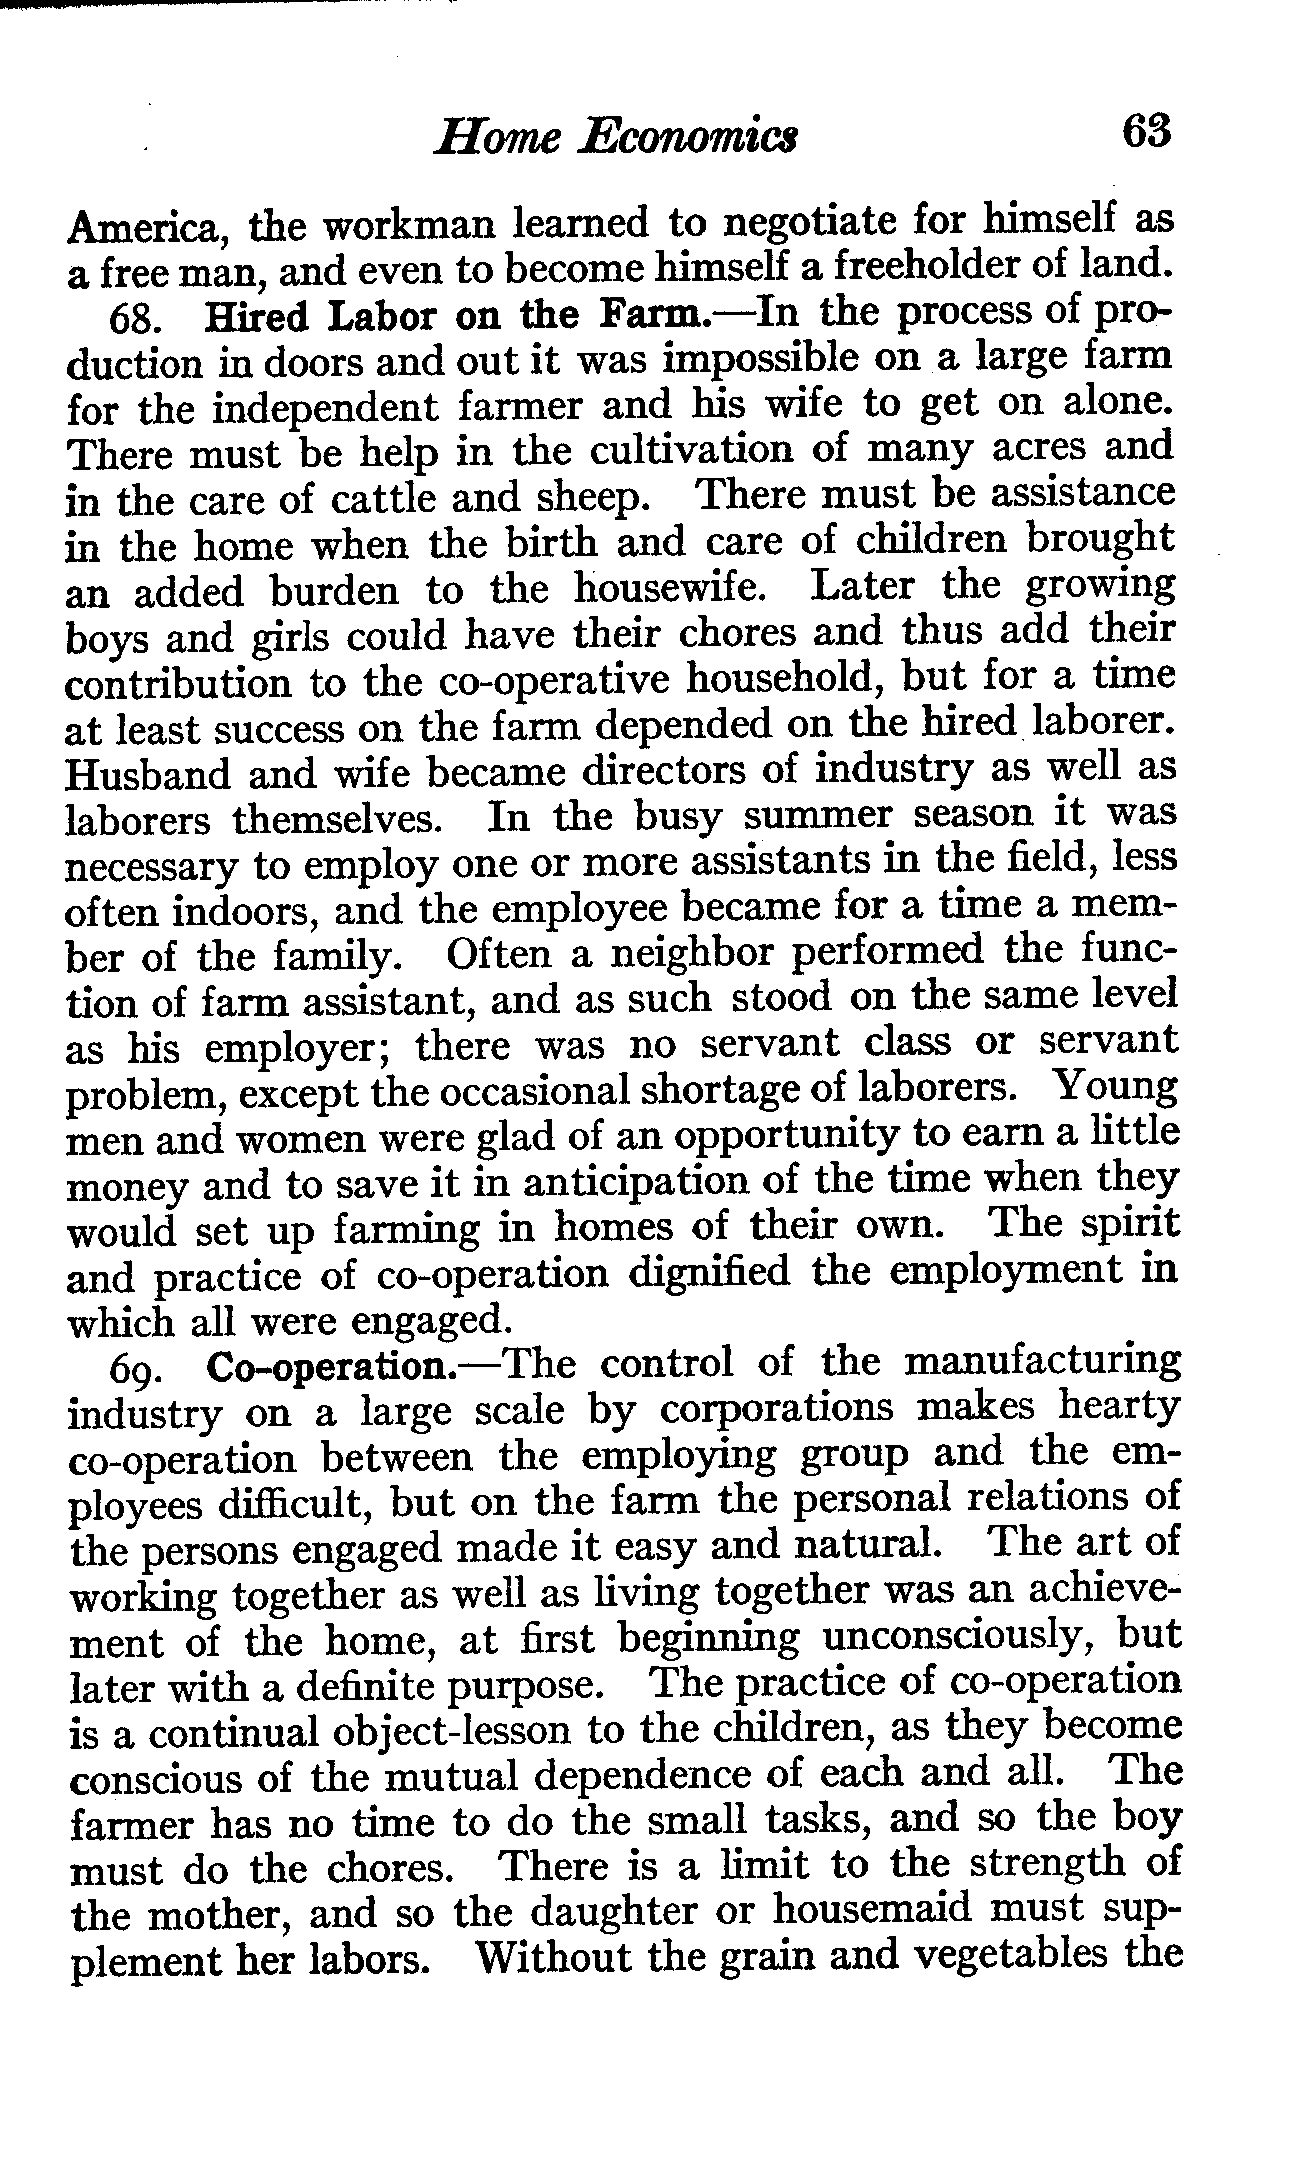 Home Economics 63
America, the workman learned to negotiate for himself as
a free man, and even to become himself a freeholder of land.
68. Hired Labor on the Farm.—In the process of pro-
duction in doors and out it was impossible on a large farm
for the independent farmer and his wife to get on alone.
There must be help in the cultivation of many acres and
in the care of cattle and sheep. There must be assistance
in the home when the birth and care of children brought
an added burden to the housewife. Later the growing
boys and girls could have their chores and thus add their
contribution to the co-operative household, but for a time
at least success on the farm depended on the hired laborer.
Husband and wife became directors of industry as well as
laborers themselves. In the busy summer season it was
necessary to employ one or more assistants in the field, less
often indoors, and the employee became for a time a mem-
ber of the family. Often a neighbor performed the func-
tion of farm assistant, and as such stood on the same level
as his employer; there was no servant class or servant
problem, except the occasional shortage of laborers. Young
men and women were glad of an opportunity to earn a little
money and to save it in anticipation of the time when they
would set up farming in homes of their own. The spirit
and practice of co-operation dignified the employment in
which all were engaged.
69. Co-operation.—The control of the manufacturing
industry on a large scale by corporations makes hearty
co-operation between the employing group and the em-
ployees difficult, but on the farm the personal relations of
the persons engaged made it easy and natural. The art of
working together as well as living together was an achieve-
ment of the home, at first beginning unconsciously, but
later with a definite purpose. The practice of co-operation
is a continual object-lesson to the children, as they become
conscious of the mutual dependence of each and all. The
farmer has no time to do the small tasks, and so the boy
must do the chores. There is a limit to the strength of
the mother, and so the daughter or housemaid must sup-
plement her labors. Without the grain and vegetables the